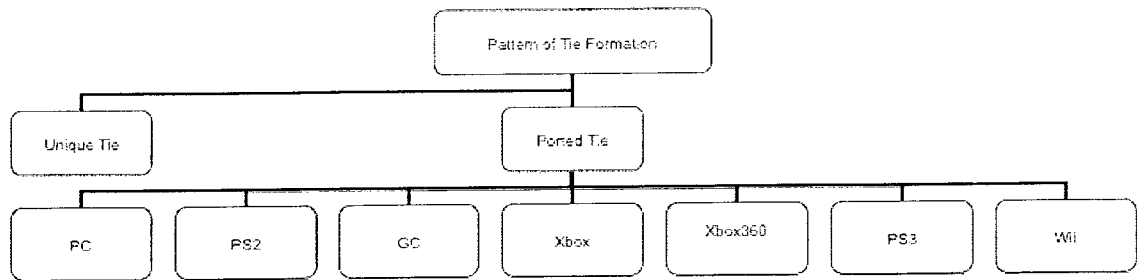 Pattern of Tie Formation
Unique Tie
Ported Tie
PC
PS2
GC
Xbox
Xbox360
PS3
Wii